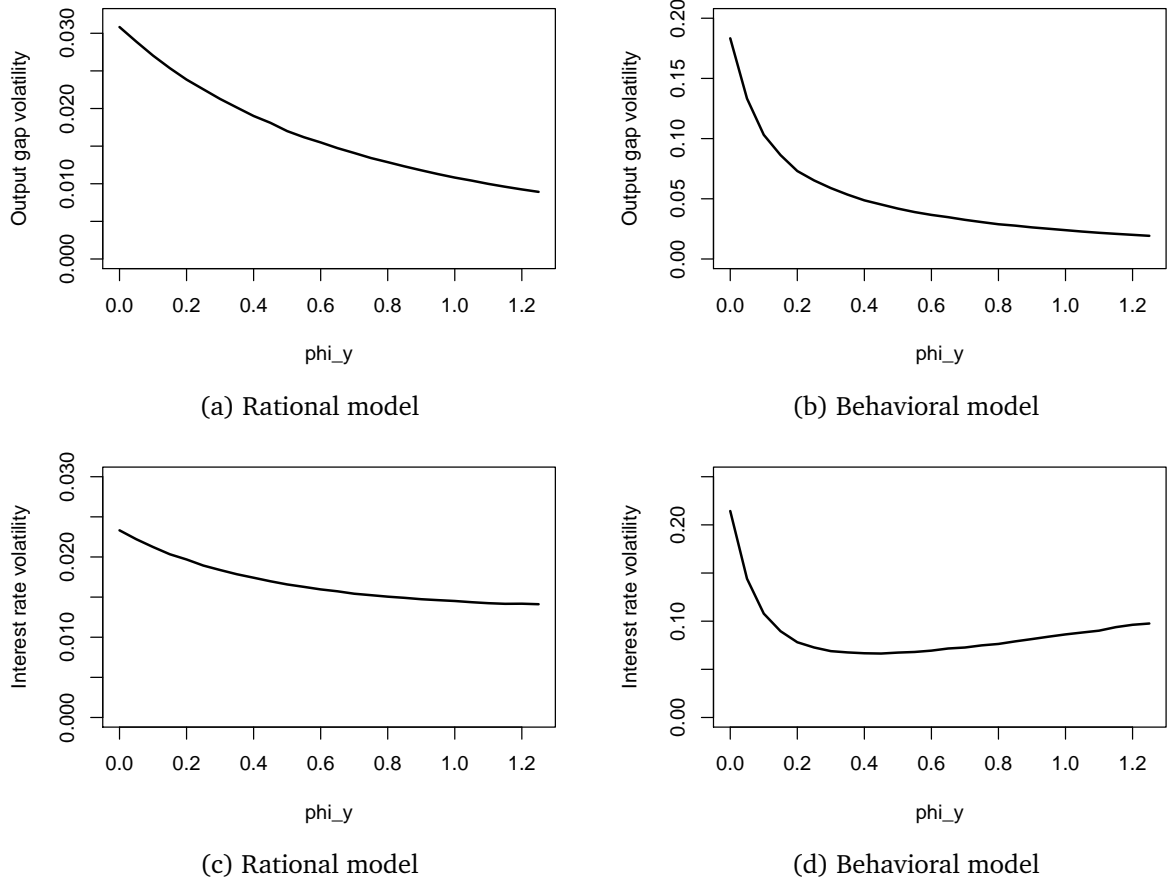 Output gap volatility
0.000
0.010
0.020
0.030
0.0 0.2 0.4 0.6 0.8 1.0 1.2
phi_y
(a) Rational model
Output gap volatility
0.00
0.05
0.10
0.15
0.20
0.0 0.2 0.4 0.6 0.8 1.0 1.2
phi_y
(b) Behavioral model
Interest rate volatility
0.000
0.010
0.020
0.030
0.0 0.2 0.4 0.6 0.8 1.0 1.2
phi_y
(c) Rational model
Interest rate volatility
0.00
0.10
0.20
0.0 0.2 0.4 0.6 0.8 1.0 1.2
phi_y
(d) Behavioral model